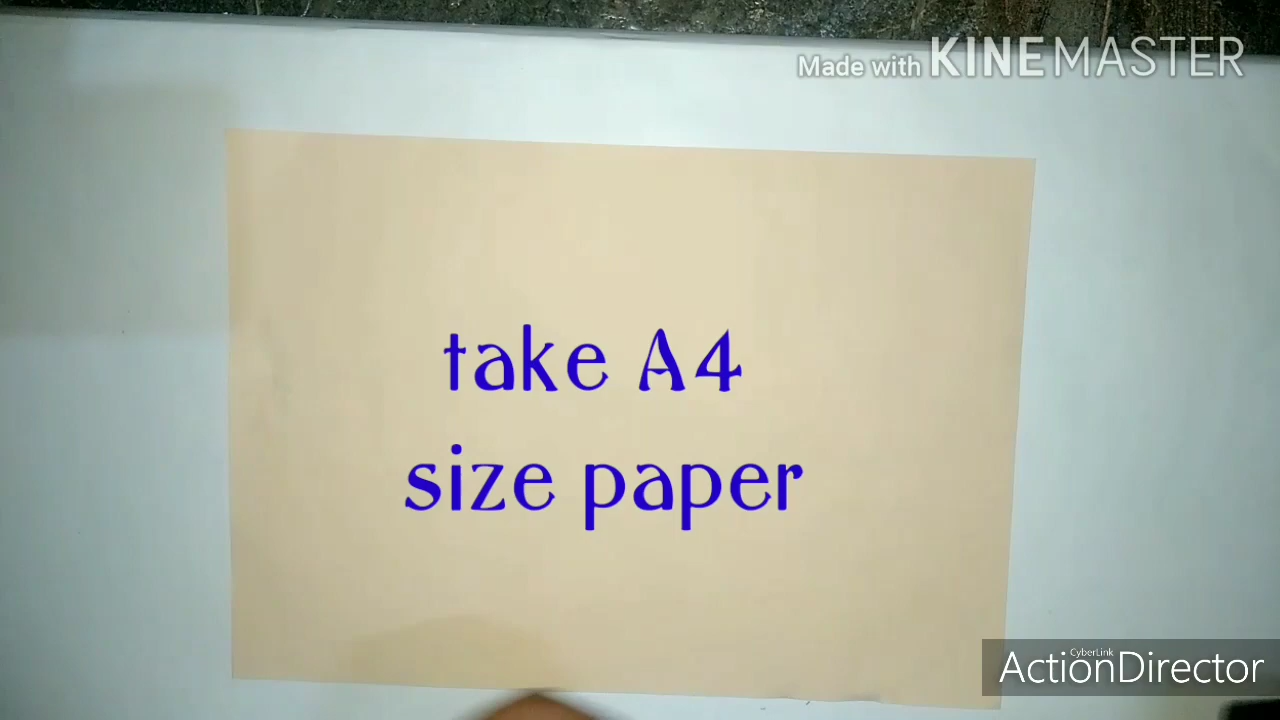 Made with KINEMASTER
take A4
size paper
CyberLink
ActionDirector